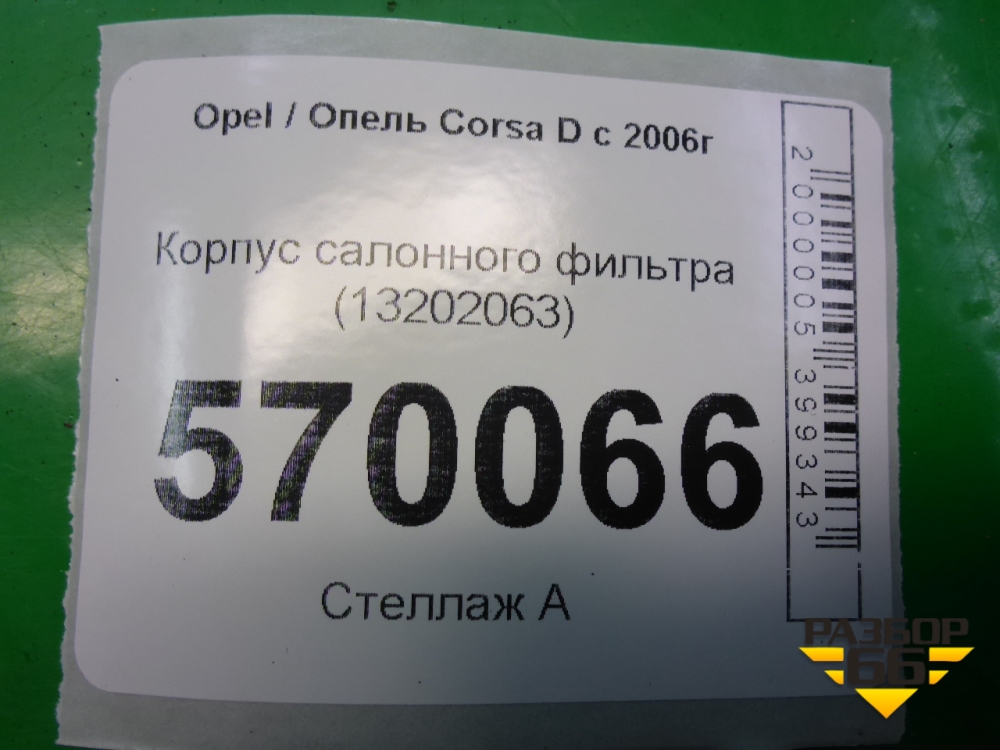 Opel / Опель Corsa D с 2006г
Корпус салонного фильтра
(13202063)
570066
Стеллаж А
2000005399343
РАЗБОР
66